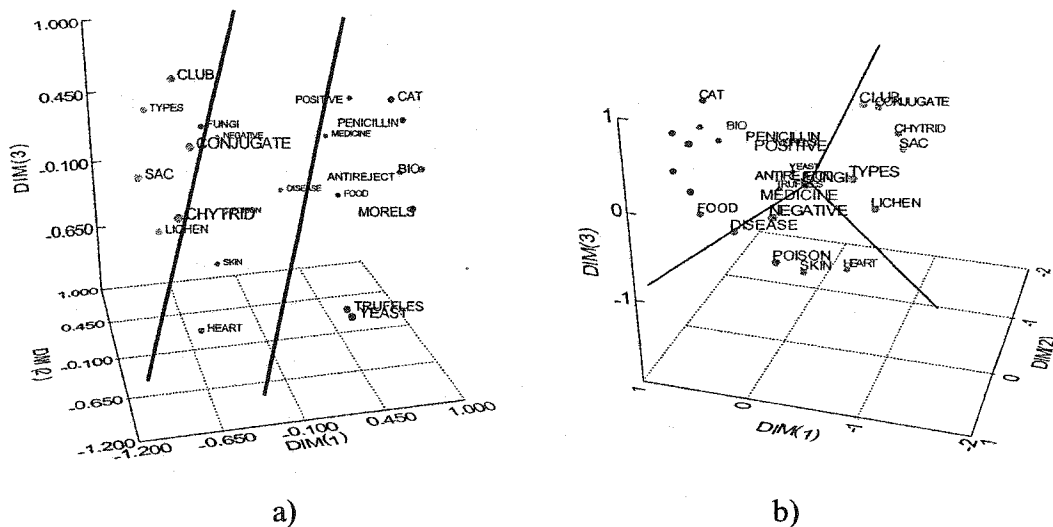 1.000
0.450
-0.100
-0.650
DIM(3)
CLUB
TYPES
FUNGI
NEGATIVE
CONJUGATE
SAC
CHYTRID
LICHEN
SKIN
HEART
POSITIVE
CAT
PENICILLIN
MEDICINE
ANTIREJECT
BIO
DISEASE
FOOD
MORELS
TRUFFLES
YEAST
1.000
0.450
-0.100
-0.650
-1.200
DIM(2)
-1.200
-0.650
-0.100
0.450
1.000
DIM(1)
a)
1
0
-1
DIM(3)
CAT
BIO
PENICILLIN
POSITIVE
CLUB
CONJUGATE
CHYTRID
SAC
YEAST
ANTIREJECT
FUNGI
TRUFFLES
TYPES
MEDICINE
LICHEN
FOOD
NEGATIVE
DISEASE
POISON
SKIN
HEART
1
0
-1
-2
DIM(1)
-2
-1
0
1
DIM(2)
b)